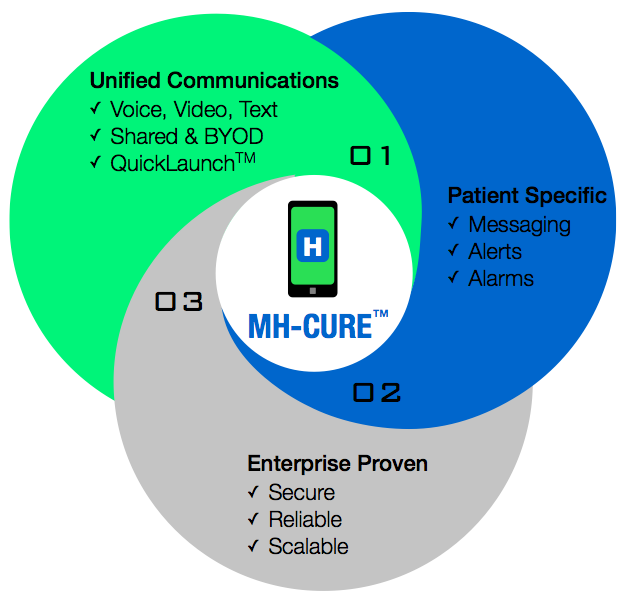 Unified Communications
✓ Voice, Video, Text
✓ Shared & BYOD
✓ QuickLaunch™
01
Patient Specific
✓ Messaging
✓ Alerts
✓ Alarms
H
MH-CURE™
03
02
Enterprise Proven
✓ Secure
✓ Reliable
✓ Scalable